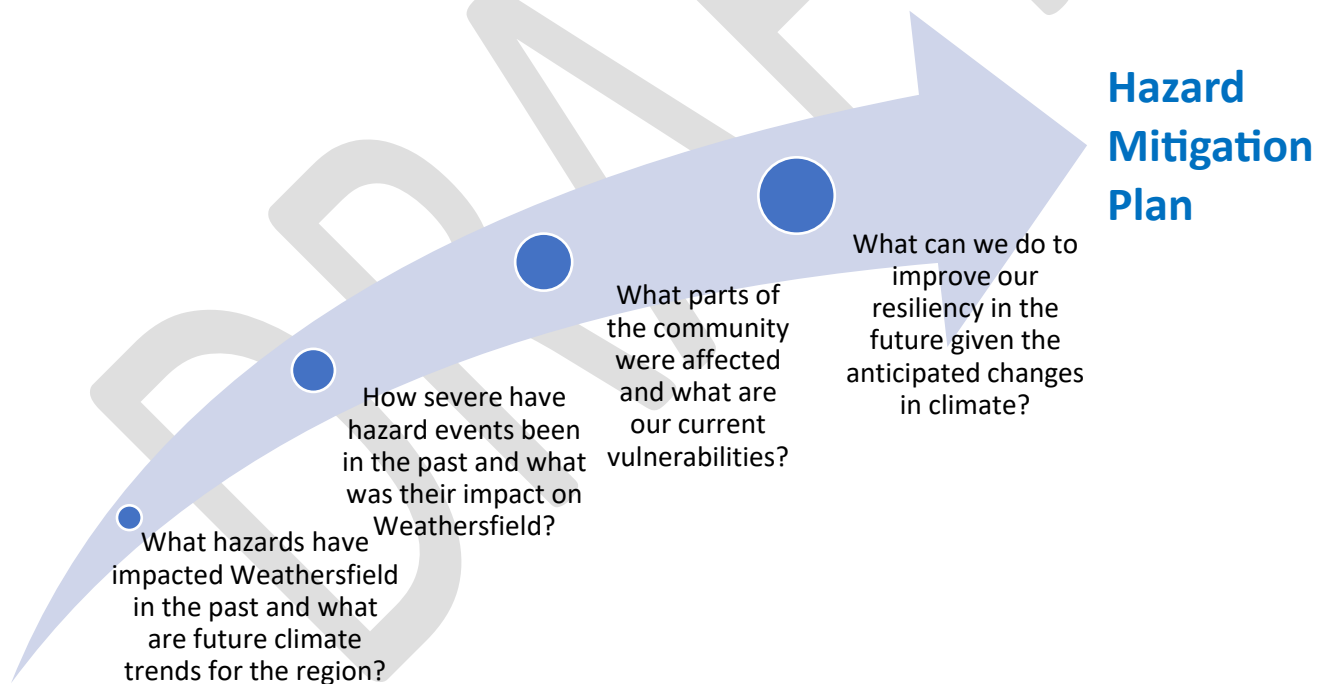 Hazard
Mitigation
Plan
What can we do to
improve our
resiliency in the
future given the
anticipated changes
in climate?
What parts of
the community
were affected
and what are
our current
vulnerabilities?
How severe have
hazard events been
in the past and what
was their impact on
Weathersfield?
What hazards have
impacted Weathersfield
in the past and what
are future climate
trends for the region?